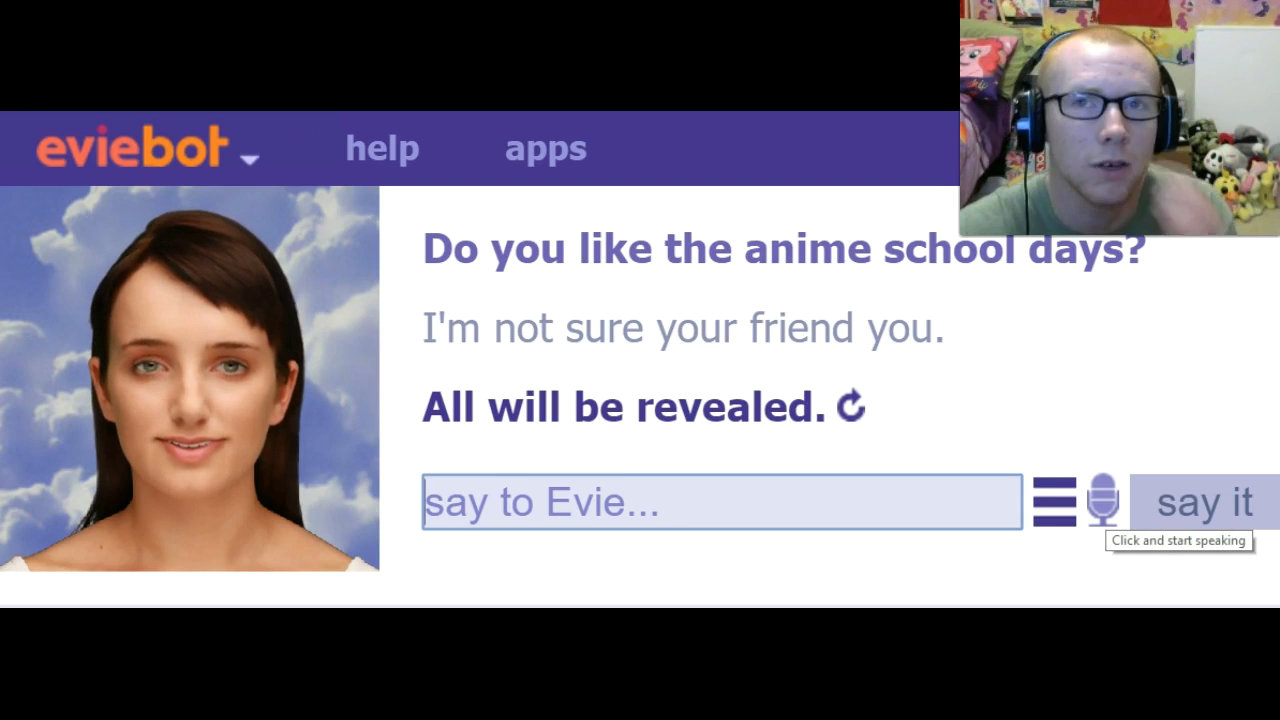 eviebot
help
apps
Do you like the anime school days?
I'm not sure your friend you.
All will be revealed.
say to Evie...
say it
Click and start speaking